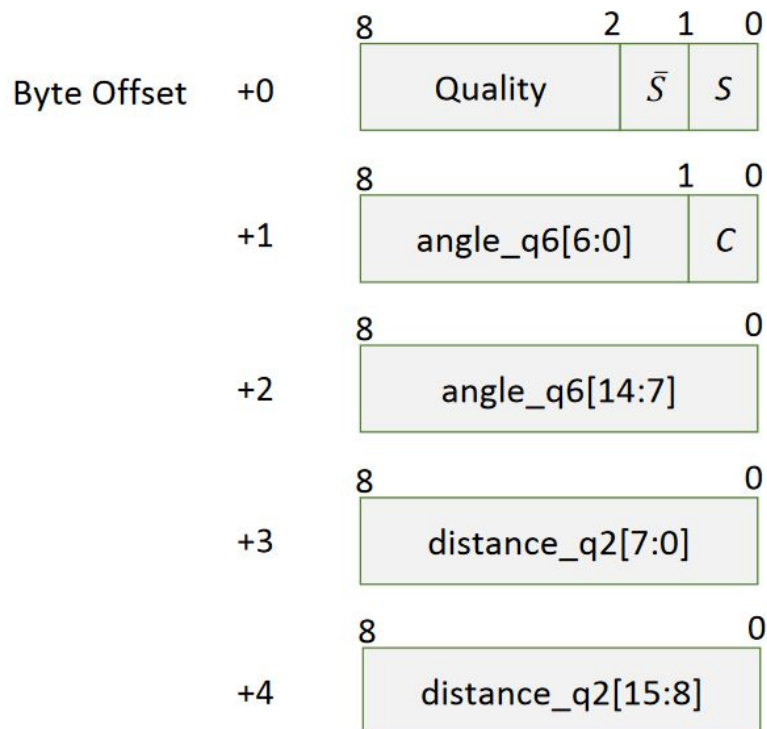 8 2 1 0
Byte Offset +0 Quality S̄ S
8 1 0
+1 angle_q6[6:0] C
8 0
+2 angle_q6[14:7]
8 0
+3 distance_q2[7:0]
8 0
+4 distance_q2[15:8]